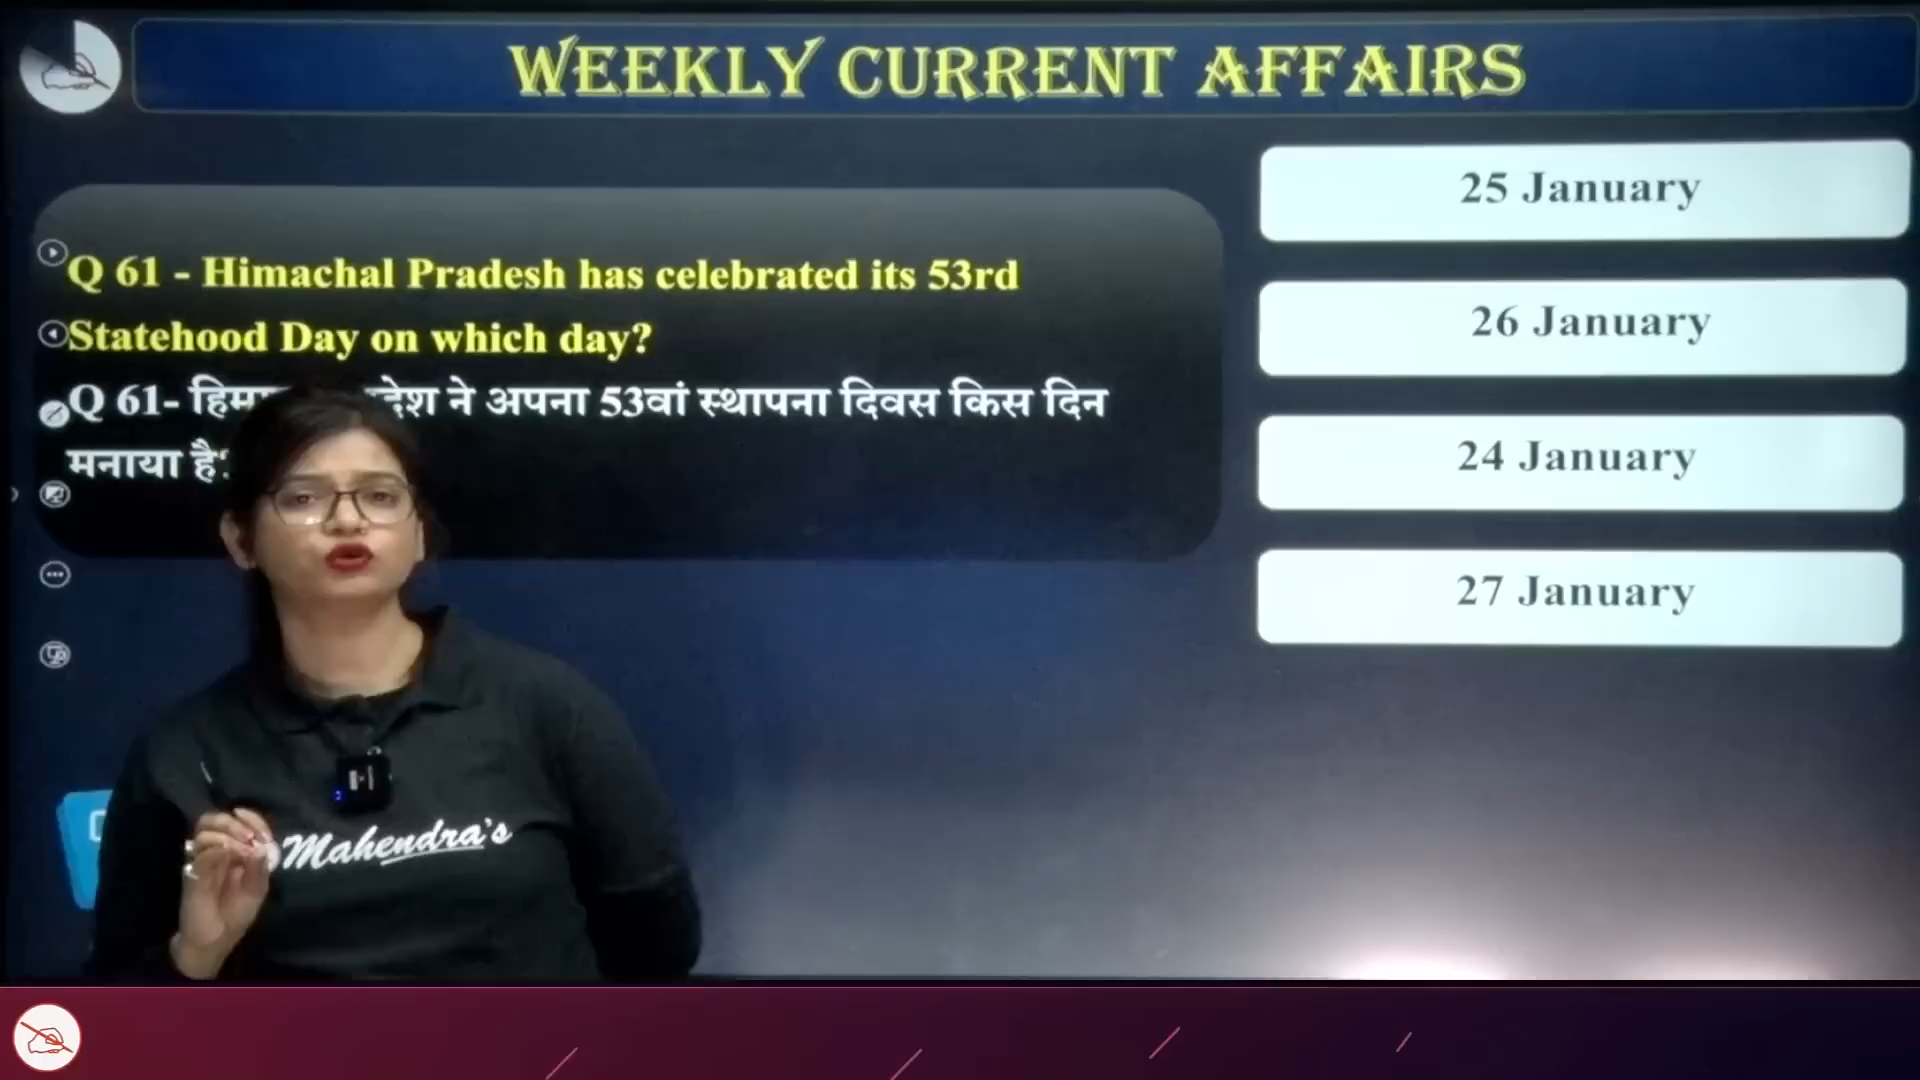 WEEKLY CURRENT AFFAIRS
Q 61 - Himachal Pradesh has celebrated its 53rd
Statehood Day on which day?
Q 61- ने अपना 53वां स्थापना दिवस किस दिन
मनाया है
25 January
26 January
24 January
27 January
Mahendra's